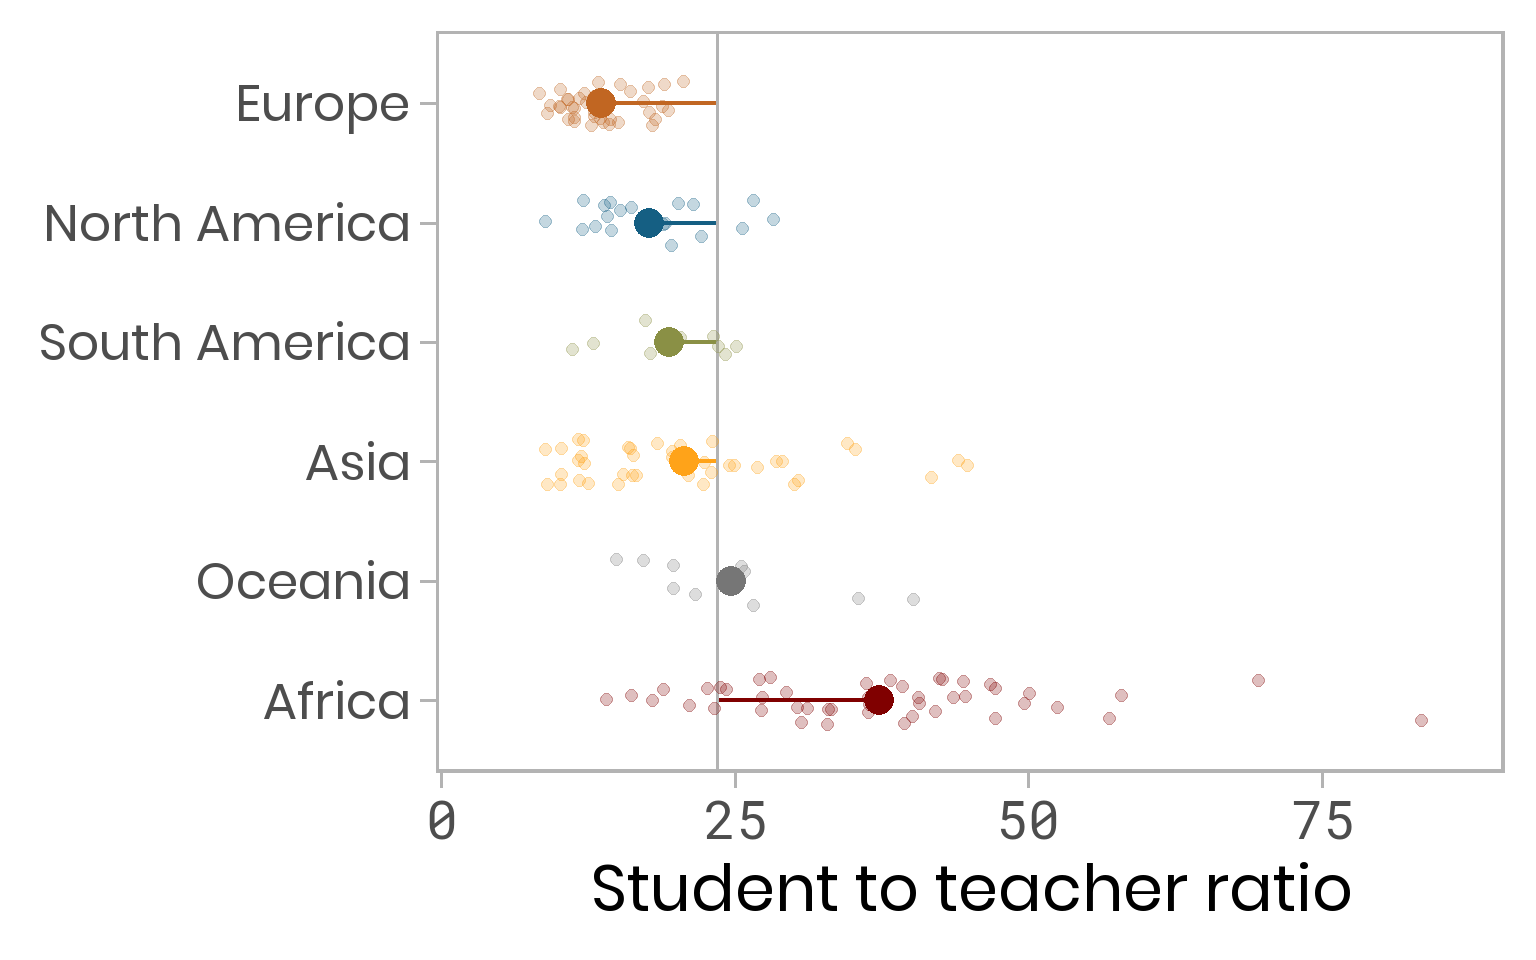 Europe
North America
South America
Asia
Oceania
Africa
0 25 50 75
Student to teacher ratio